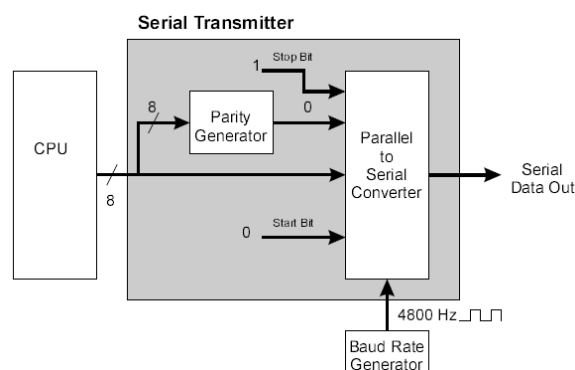 Serial Transmitter
Stop Bit
1
8
0
Parity
Generator
CPU
Parallel
to
Serial
Converter
8
Serial
Data Out
0
Start Bit
4800 Hz
Baud Rate
Generator